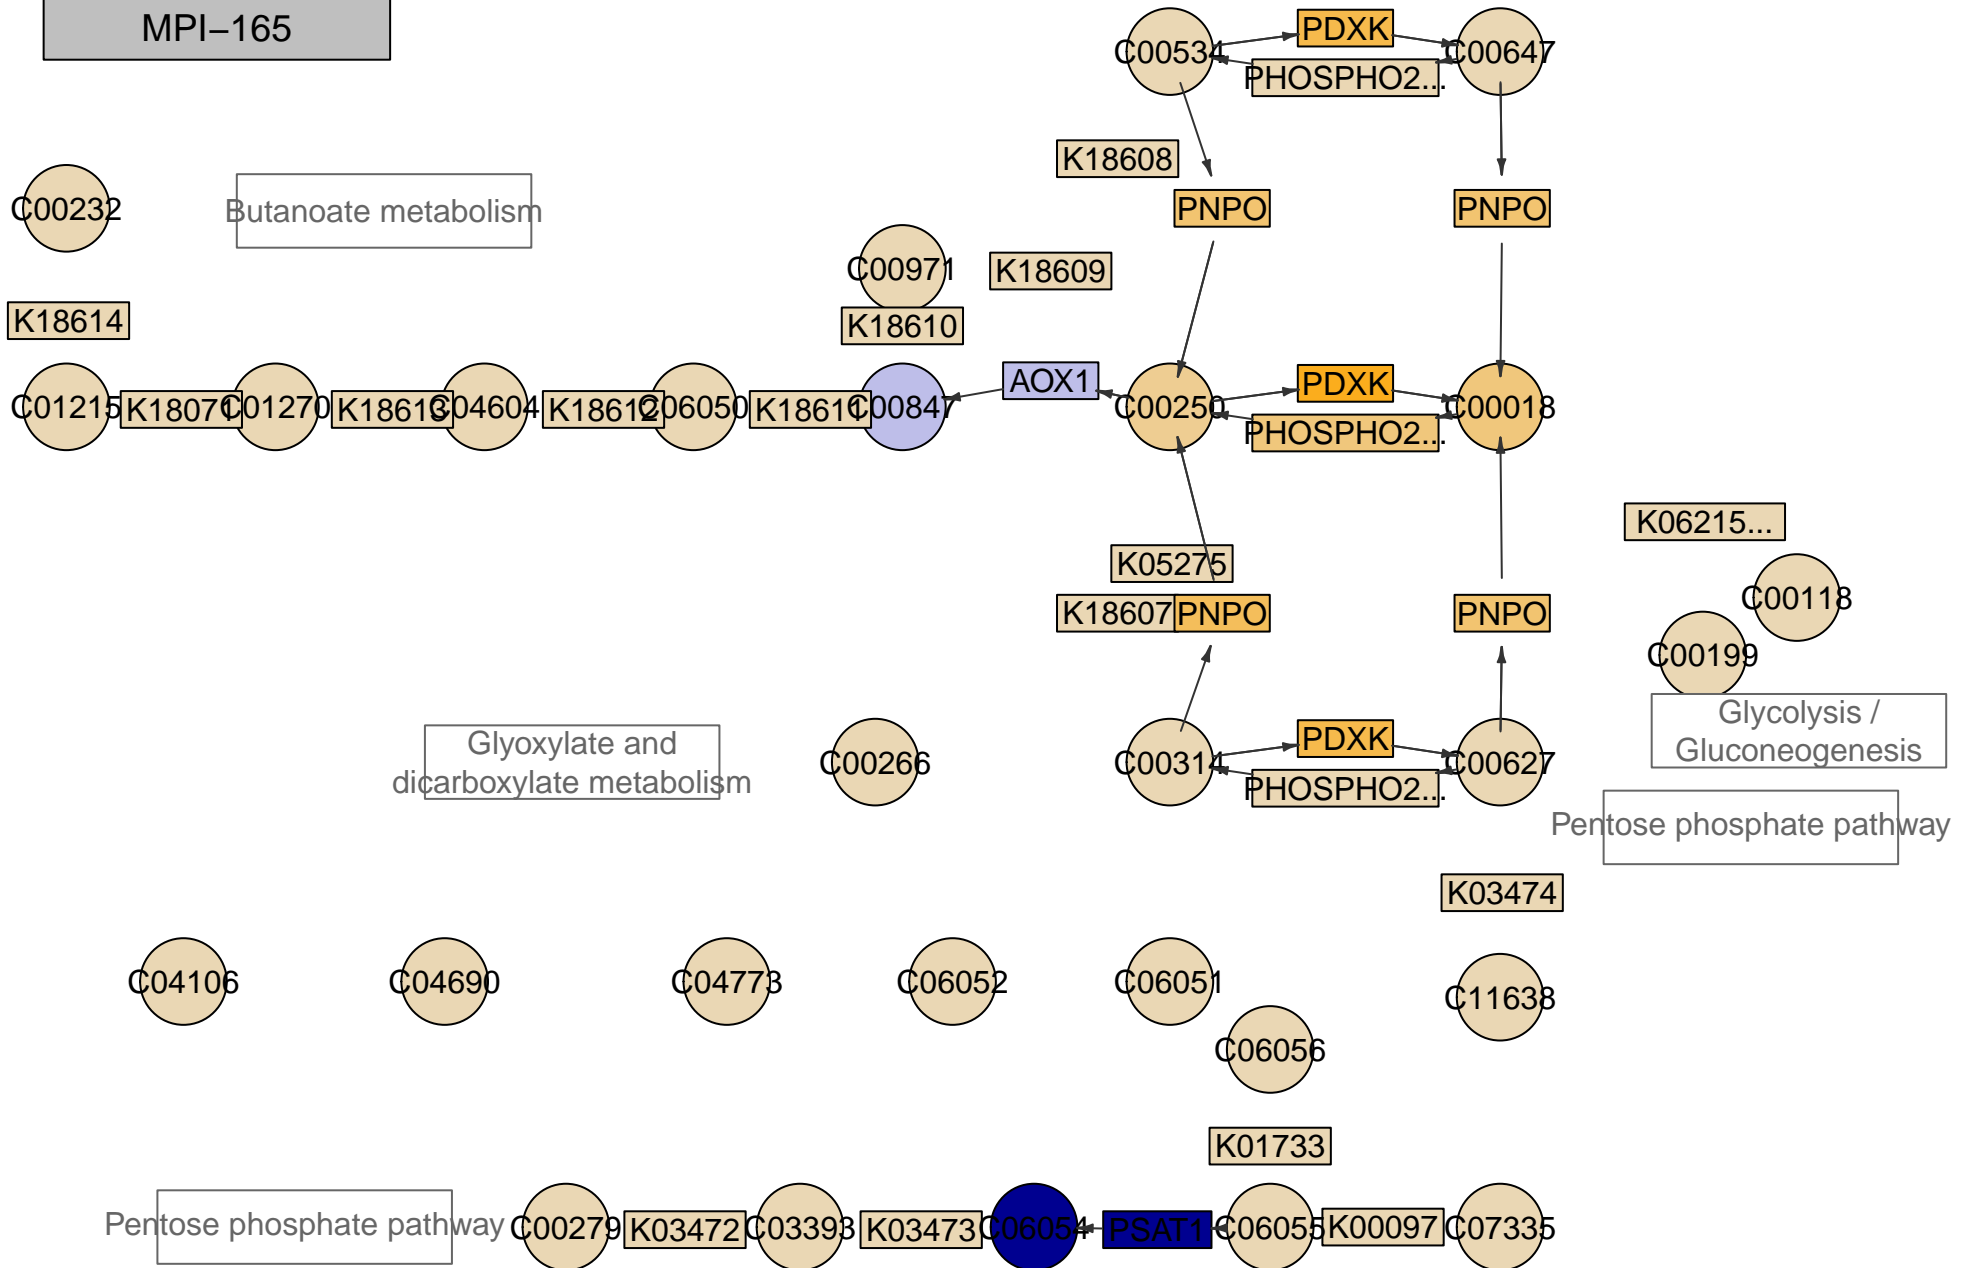 MPI–165
C00534
PDXK
C00647
PHOSPHO2...
K18608
C00232
Butanoate metabolism
PNPO
PNPO
C00971
K18609
K18614
K18610
AOX1
PDXK
C01215
K18071
C01270
K18613
C04604
K18612
C06050
K18611
C00847
C00250
C00018
PHOSPHO2...
K06215...
K05275
C00118
K18607
PNPO
PNPO
C00199
Glycolysis /
Gluconeogenesis
Glyoxylate and
dicarboxylate metabolism
C00266
C00314
PDXK
C00627
PHOSPHO2...
Pentose phosphate pathway
K03474
C04106
C04690
C04773
C06052
C06051
C11638
C06056
K01733
Pentose phosphate pathway
C00279
K03472
C03393
K03473
C06054
PSAT1
C06055
K00097
C07335